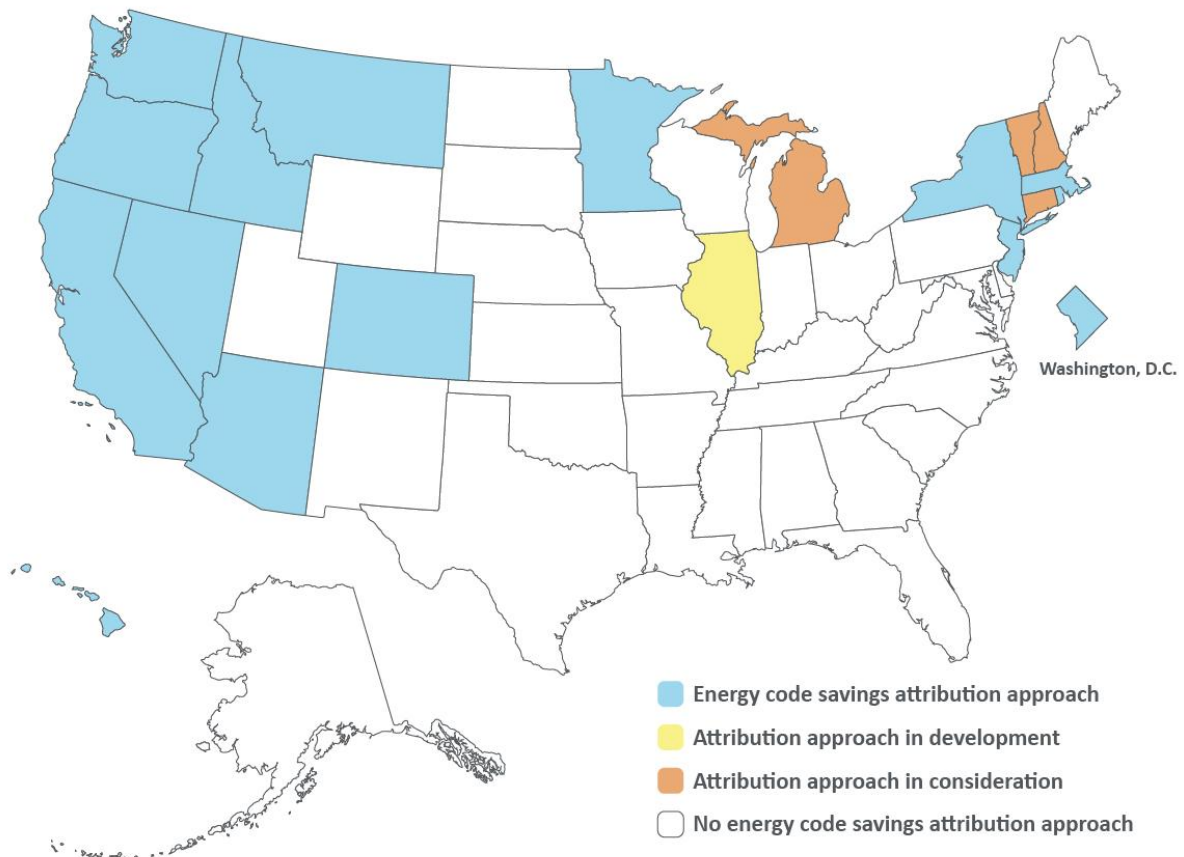 Washington, D.C.
Energy code savings attribution approach
Attribution approach in development
Attribution approach in consideration
No energy code savings attribution approach